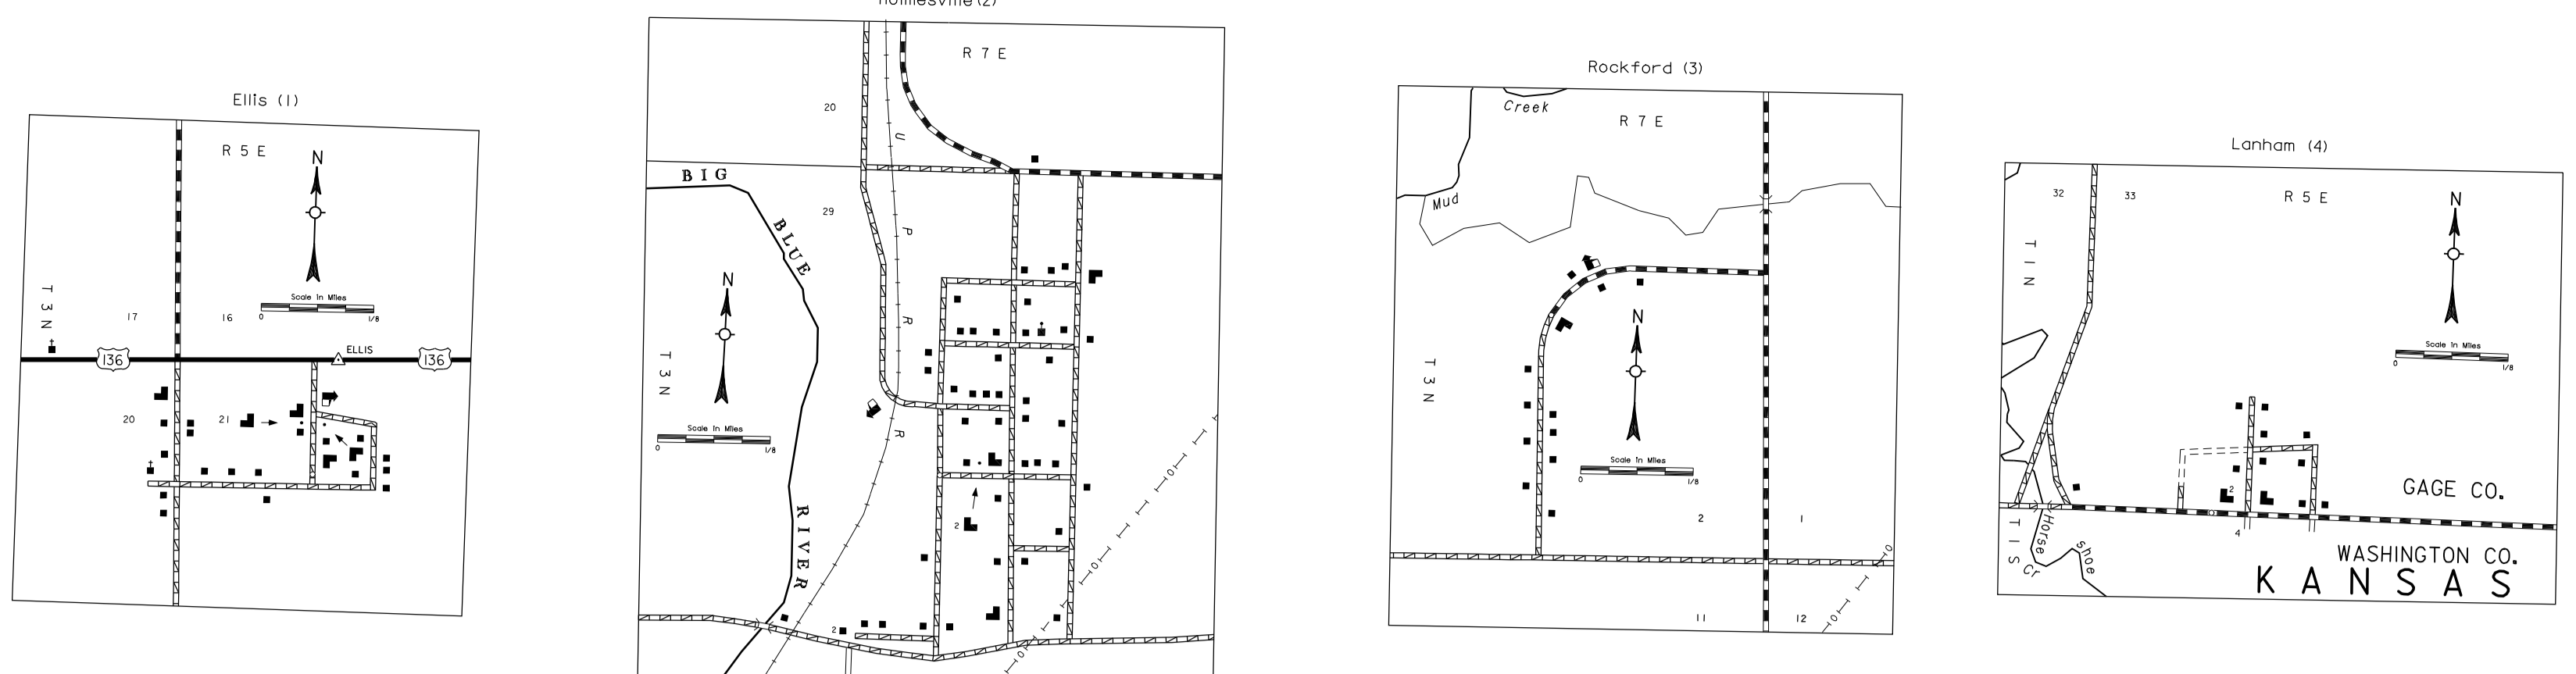 Ellis (1)
R 5 E
N
T 3 N
Scale in Miles
0 1/8
17
16
ELLIS
136
136
20
21
Holmesville (2)
R 7 E
20
U P R R
BIG
BLUE
RIVER
29
N
T 3 N
Scale in Miles
0 1/8
2
2
Rockford (3)
Creek
R 7 E
Mud
N
T 3 N
Scale in Miles
0 1/8
2
1
11
12
Lanham (4)
32
33
R 5 E
N
T 1 N
Scale in Miles
0 1/8
2
GAGE CO.
4
T 1 S
Horse
shoe
Cr
WASHINGTON CO.
KANSAS